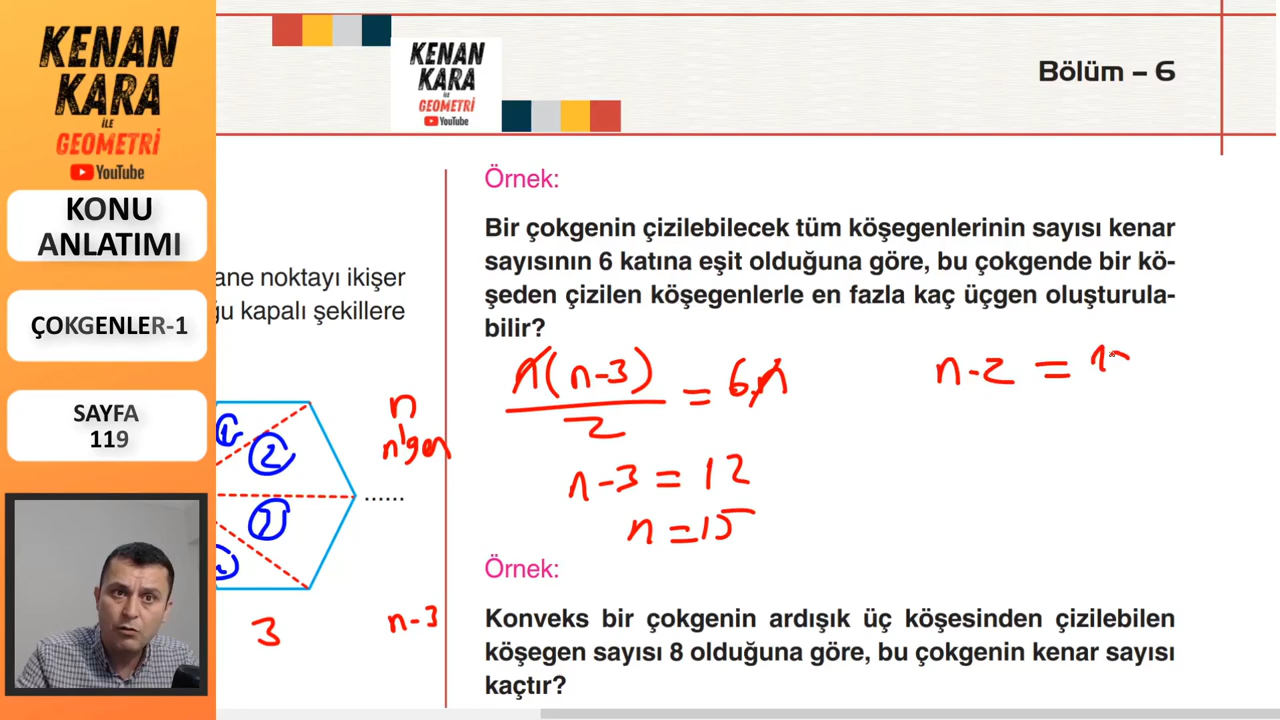 KENAN
KARA
İLE
GEOMETRİ
YouTube
KONU
ANLATIMI
ÇOKGENLER-1
SAYFA
119
KENAN
KARA
İLE
GEOMETRİ
YouTube
Bölüm – 6
ane noktayı ikişer
ğu kapalı şekillere
2
n
n'gen
......
3
n-3
Örnek:
Bir çokgenin çizilebilecek tüm köşegenlerinin sayısı kenar
sayısının 6 katına eşit olduğuna göre, bu çokgende bir kö-
şeden çizilen köşegenlerle en fazla kaç üçgen oluşturula-
bilir?
n(n-3)
2
= 6.n
n-3 = 12
n = 15
n-2 =
Örnek:
Konveks bir çokgenin ardışık üç köşesinden çizilebilen
köşegen sayısı 8 olduğuna göre, bu çokgenin kenar sayısı
kaçtır?